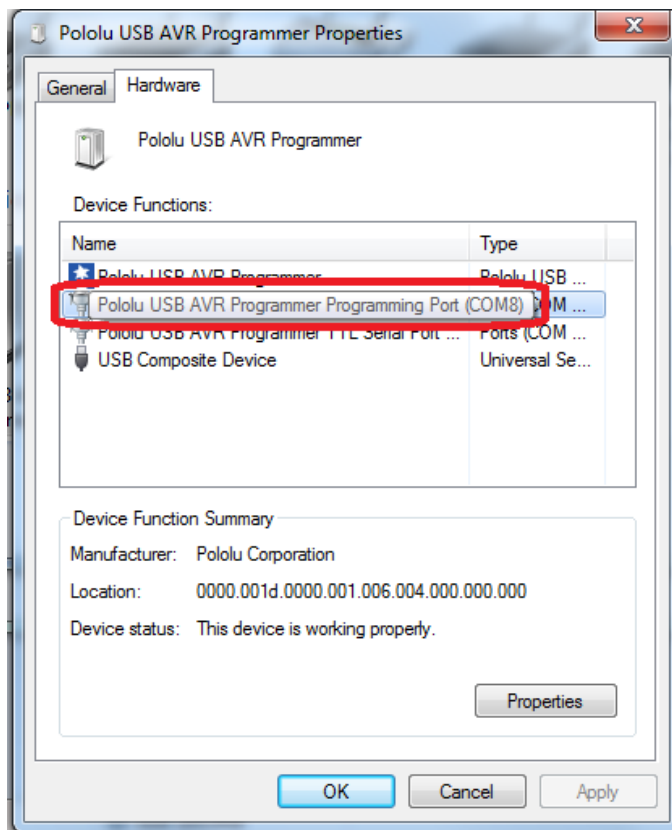 Pololu USB AVR Programmer Properties
General Hardware
Pololu USB AVR Programmer
Device Functions:
Name Type
Pololu USB AVR Programmer Pololu USB ...
Pololu USB AVR Programmer Programming Port (COM8) COM ...
Pololu USB AVR Programmer TTL Serial Port ... Ports (COM ...
USB Composite Device Universal Se...
Device Function Summary
Manufacturer: Pololu Corporation
Location: 0000.001d.0000.001.006.004.000.000.000
Device status: This device is working properly.
Properties
OK Cancel Apply